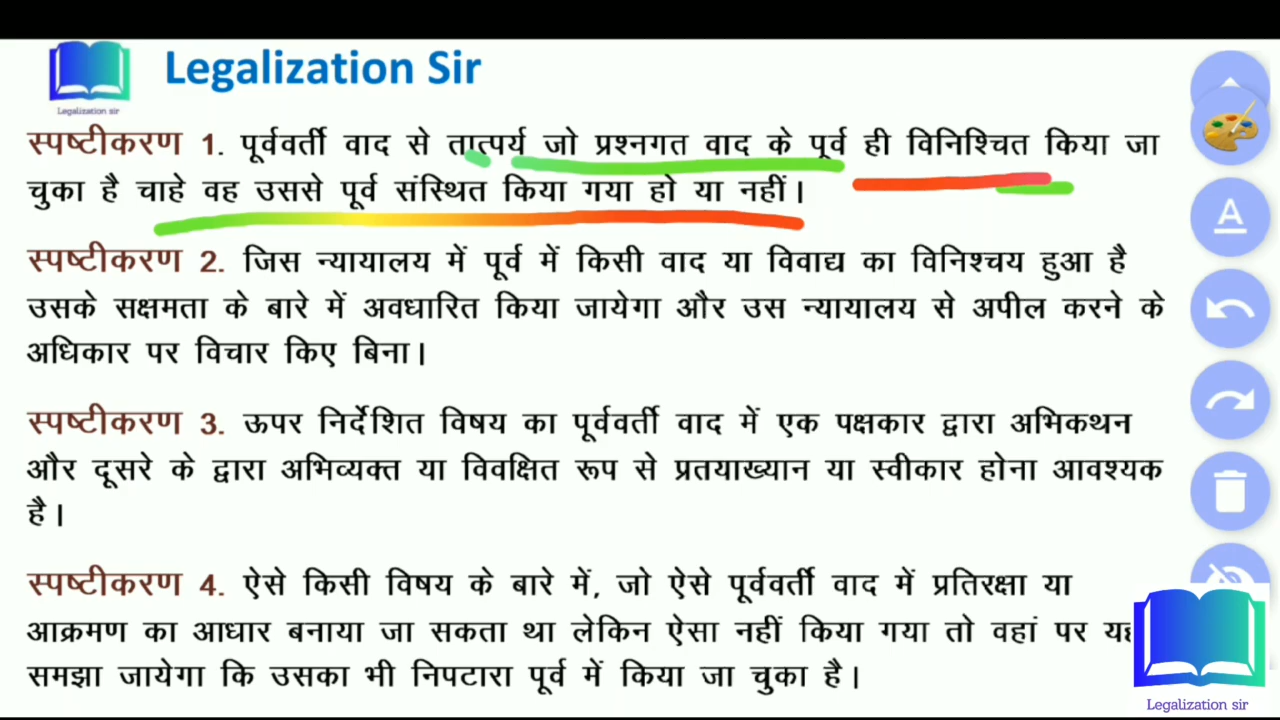 Legalization Sir
Legalization sir
स्पष्टीकरण 1. पूर्ववर्ती वाद से तात्पर्य जो प्रश्नगत वाद के पूर्व ही विनिश्चित किया जा
चुका है चाहे वह उससे पूर्व संस्थित किया गया हो या नहीं।
स्पष्टीकरण 2. जिस न्यायालय में पूर्व में किसी वाद या विवाद्य का विनिश्चय हुआ है
उसके सक्षमता के बारे में अवधारित किया जायेगा और उस न्यायालय से अपील करने के
अधिकार पर विचार किए बिना।
स्पष्टीकरण 3. ऊपर निर्देशित विषय का पूर्ववर्ती वाद में एक पक्षकार द्वारा अभिकथन
और दूसरे के द्वारा अभिव्यक्त या विवक्षित रूप से प्रतयाख्यान या स्वीकार होना आवश्यक
है।
स्पष्टीकरण 4. ऐसे किसी विषय के बारे में, जो ऐसे पूर्ववर्ती वाद में प्रतिरक्षा या
आक्रमण का आधार बनाया जा सकता था लेकिन ऐसा नहीं किया गया तो वहां पर
समझा जायेगा कि उसका भी निपटारा पूर्व में किया जा चुका है।
Legalization sir